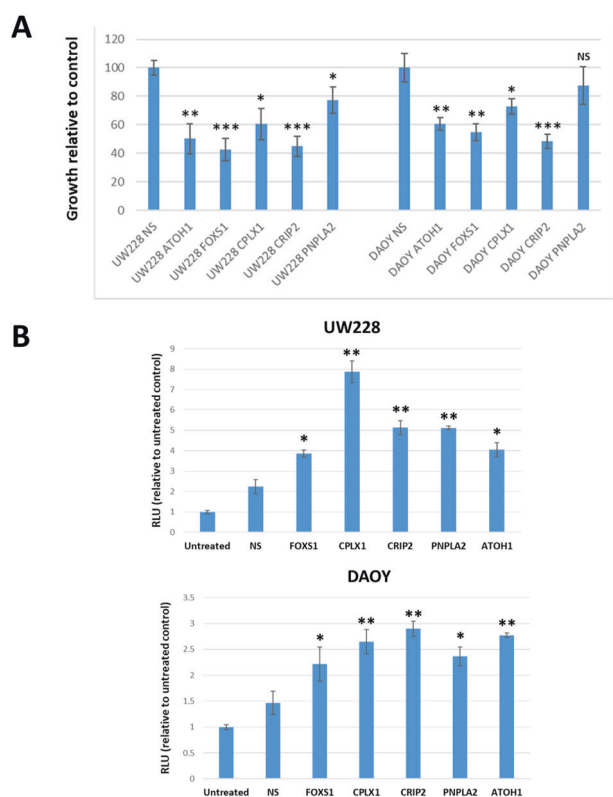 A
Growth relative to control
120
100
80
60
40
20
0
** *** * *** *
** ** * *** NS
UW228 NS
UW228 ATOH1
UW228 FOXS1
UW228 CPLX1
UW228 CRIP2
UW228 PNPLA2
DAOY NS
DAOY ATOH1
DAOY FOXS1
DAOY CPLX1
DAOY CRIP2
DAOY PNPLA2
B
UW228
RLU (relative to untreated control)
9
8
7
6
5
4
3
2
1
0
* ** ** ** *
Untreated NS FOXS1 CPLX1 CRIP2 PNPLA2 ATOH1
DAOY
RLU (relative to untreated control)
3.5
3
2.5
2
1.5
1
0.5
0
* ** ** * **
Untreated NS FOXS1 CPLX1 CRIP2 PNPLA2 ATOH1